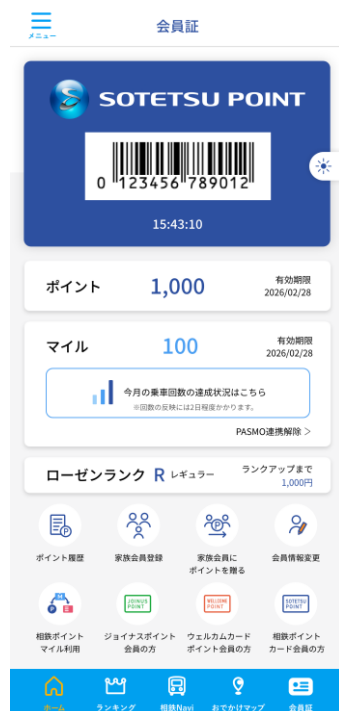 メニュー
会員証
SOTETSU POINT
0 123456 789012
15:43:10
ポイント 1,000 有効期限
2026/02/28
マイル 100 有効期限
2026/02/28
今月の乗車回数の達成状況はこちら
※回数の反映には2日程度かかります。
PASMO連携解除 >
ローゼンランク R レギュラー ランクアップまで
1,000円
ポイント履歴
家族会員登録
家族会員に
ポイントを贈る
会員情報変更
相鉄ポイント
マイル利用
JOINUS
POINT
ジョイナスポイント
会員の方
WELCOME
POINT
ウェルカムカード
ポイント会員の方
SOTETSU
POINT
相鉄ポイント
カード会員の方
ホーム
ランキング
相鉄Navi
おでかけマップ
会員証